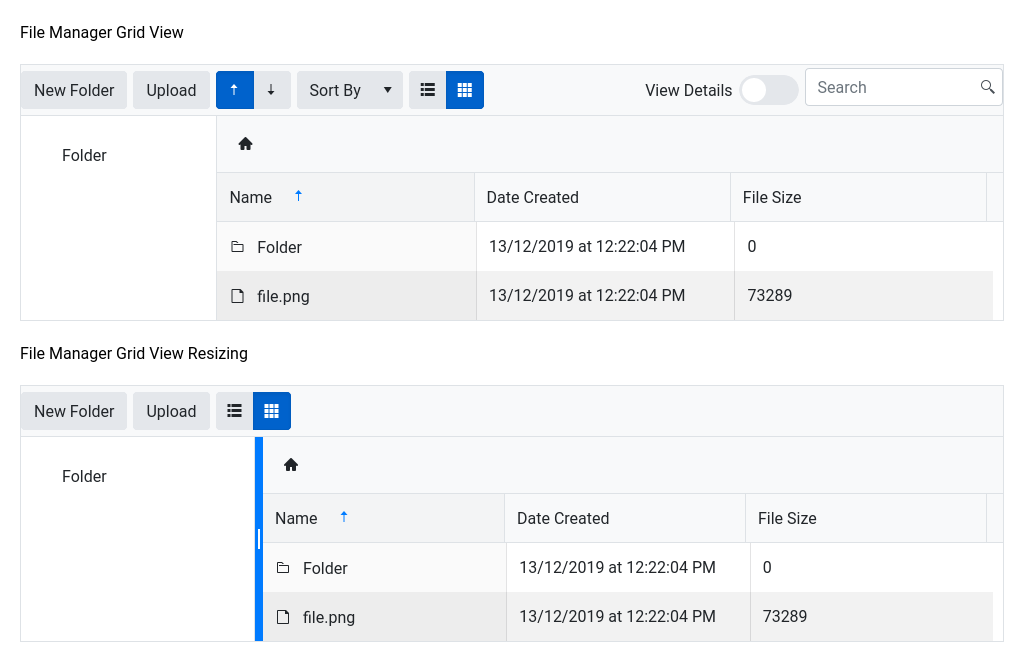 File Manager Grid View
New Folder Upload Sort By View Details Search
Folder
Name Date Created File Size
Folder 13/12/2019 at 12:22:04 PM 0
file.png 13/12/2019 at 12:22:04 PM 73289
File Manager Grid View Resizing
New Folder Upload
Folder
Name Date Created File Size
Folder 13/12/2019 at 12:22:04 PM 0
file.png 13/12/2019 at 12:22:04 PM 73289